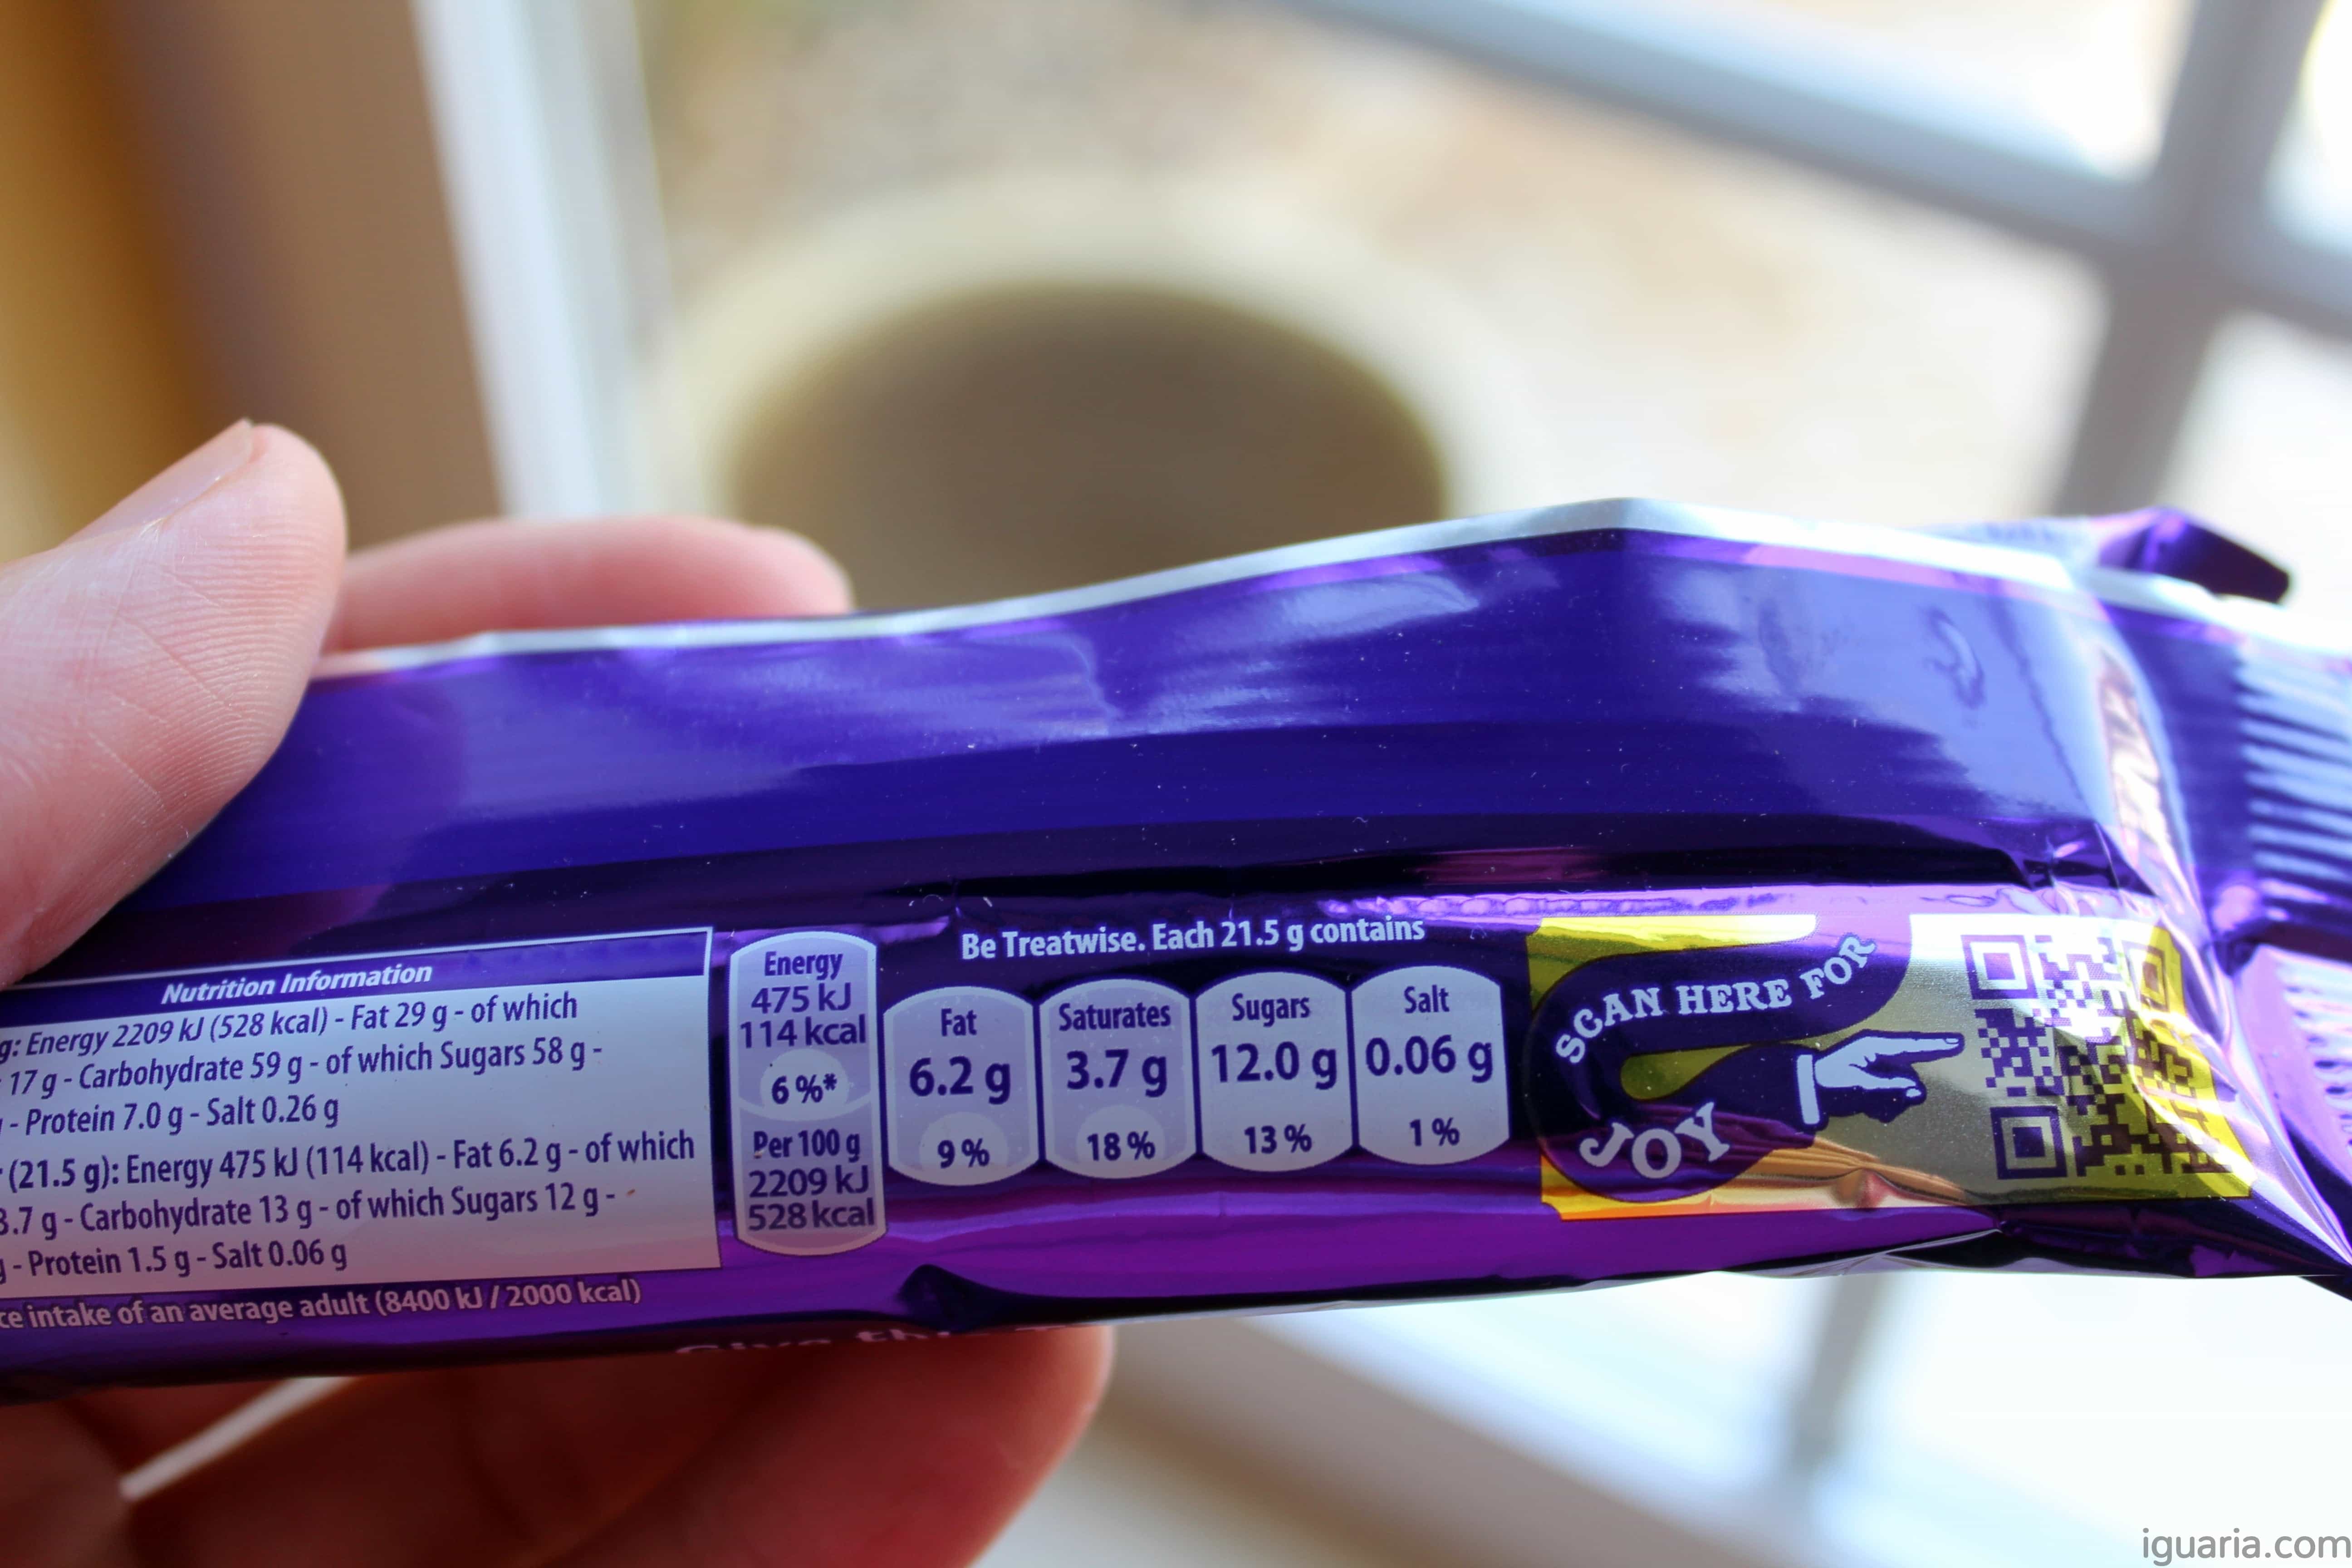 Nutrition Information
g: Energy 2209 kJ (528 kcal) - Fat 29 g - of which
17 g - Carbohydrate 59 g - of which Sugars 58 g -
- Protein 7.0 g - Salt 0.26 g
(21.5 g): Energy 475 kJ (114 kcal) - Fat 6.2 g - of which
3.7 g - Carbohydrate 13 g - of which Sugars 12 g -
g - Protein 1.5 g - Salt 0.06 g
ce intake of an average adult (8400 kJ / 2000 kcal)
Energy
475 kJ
114 kcal
6 %*
Per 100 g
2209 kJ
528 kcal
Be Treatwise. Each 21.5 g contains
Fat
6.2 g
9 %
Saturates
3.7 g
18 %
Sugars
12.0 g
13 %
Salt
0.06 g
1 %
SCAN HERE FOR
JOY
iguaria.com